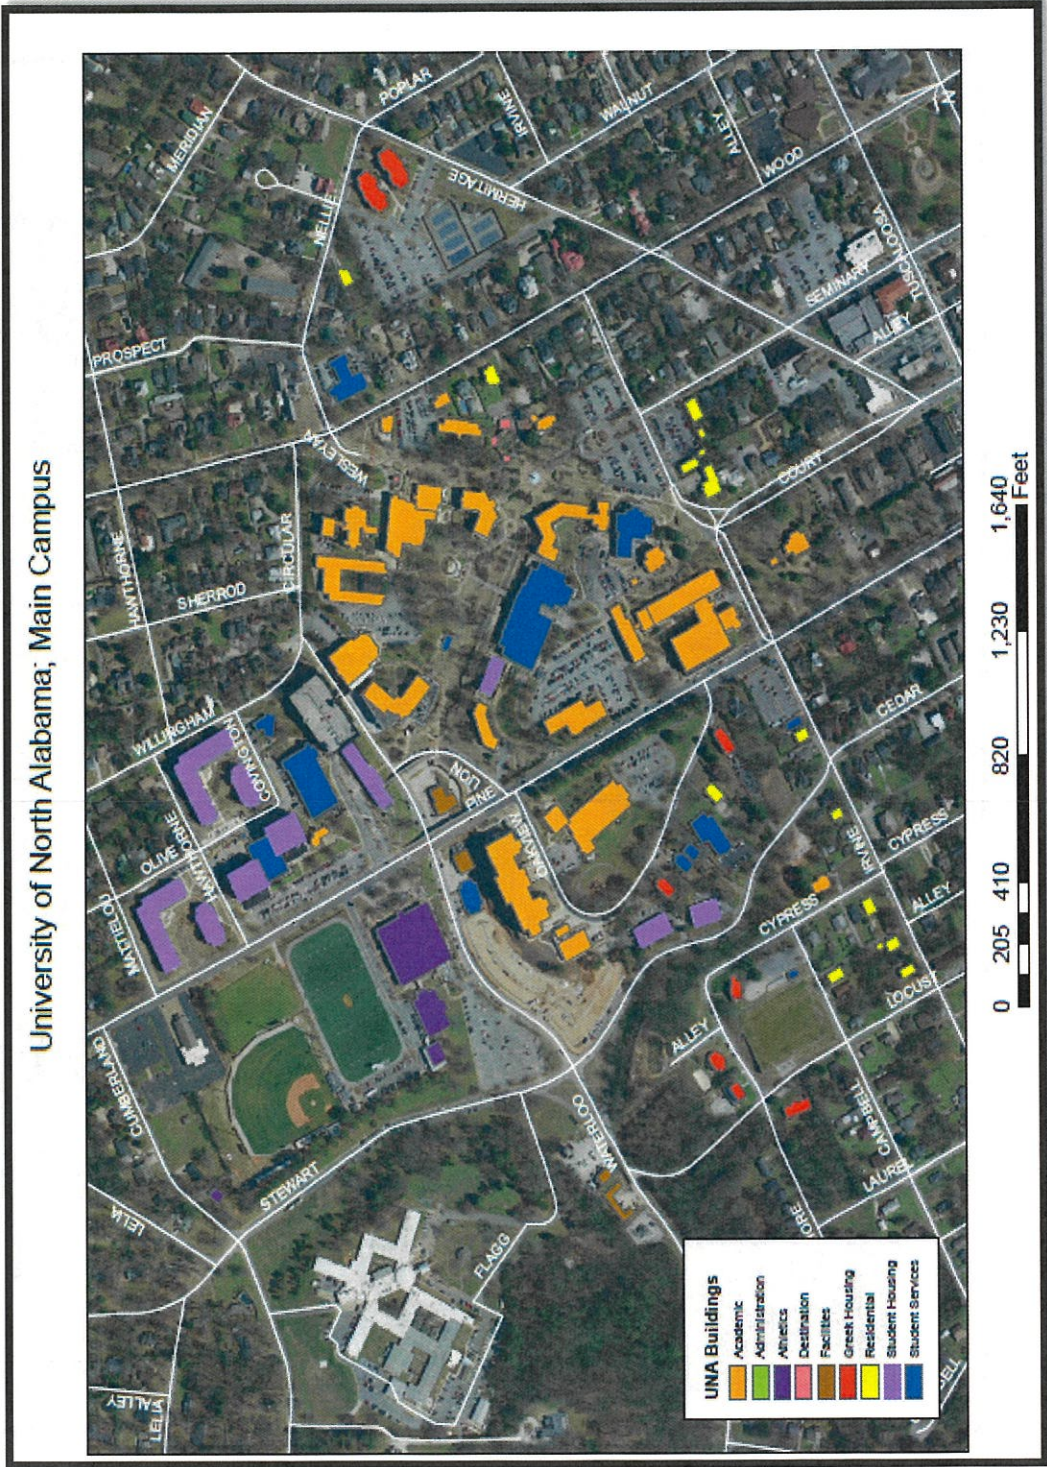 University of North Alabama; Main Campus
LELIA
ALLEY
LELIA
CUMBERLAND
MATTIELOU
OLIVE
HAWTHORNE
WILLINGHAM
COVINGTON
HAWTHORNE
SHERROD
CIRCULAR
PROSPECT
MERIDIAN
NELLIE
POPLAR
WESLEYAN
STEWART
FLAGG
WATERLOO
LION
PINE
OAKVIEW
HERMITAGE
IRVINE
WALNUT
ALLEY
WOOD
SEMINARY
TUSCALOOSA
ALLEY
COURT
CEDAR
IRVINE
CYPRESS
CYPRESS
ALLEY
LOCUST
ALLEY
CAMPBELL
LAUREL
ORE
BELL
UNA Buildings
Academic
Administration
Athletics
Destination
Facilities
Greek Housing
Residential
Student Housing
Student Services
0 205 410 820 1,230 1,640
Feet